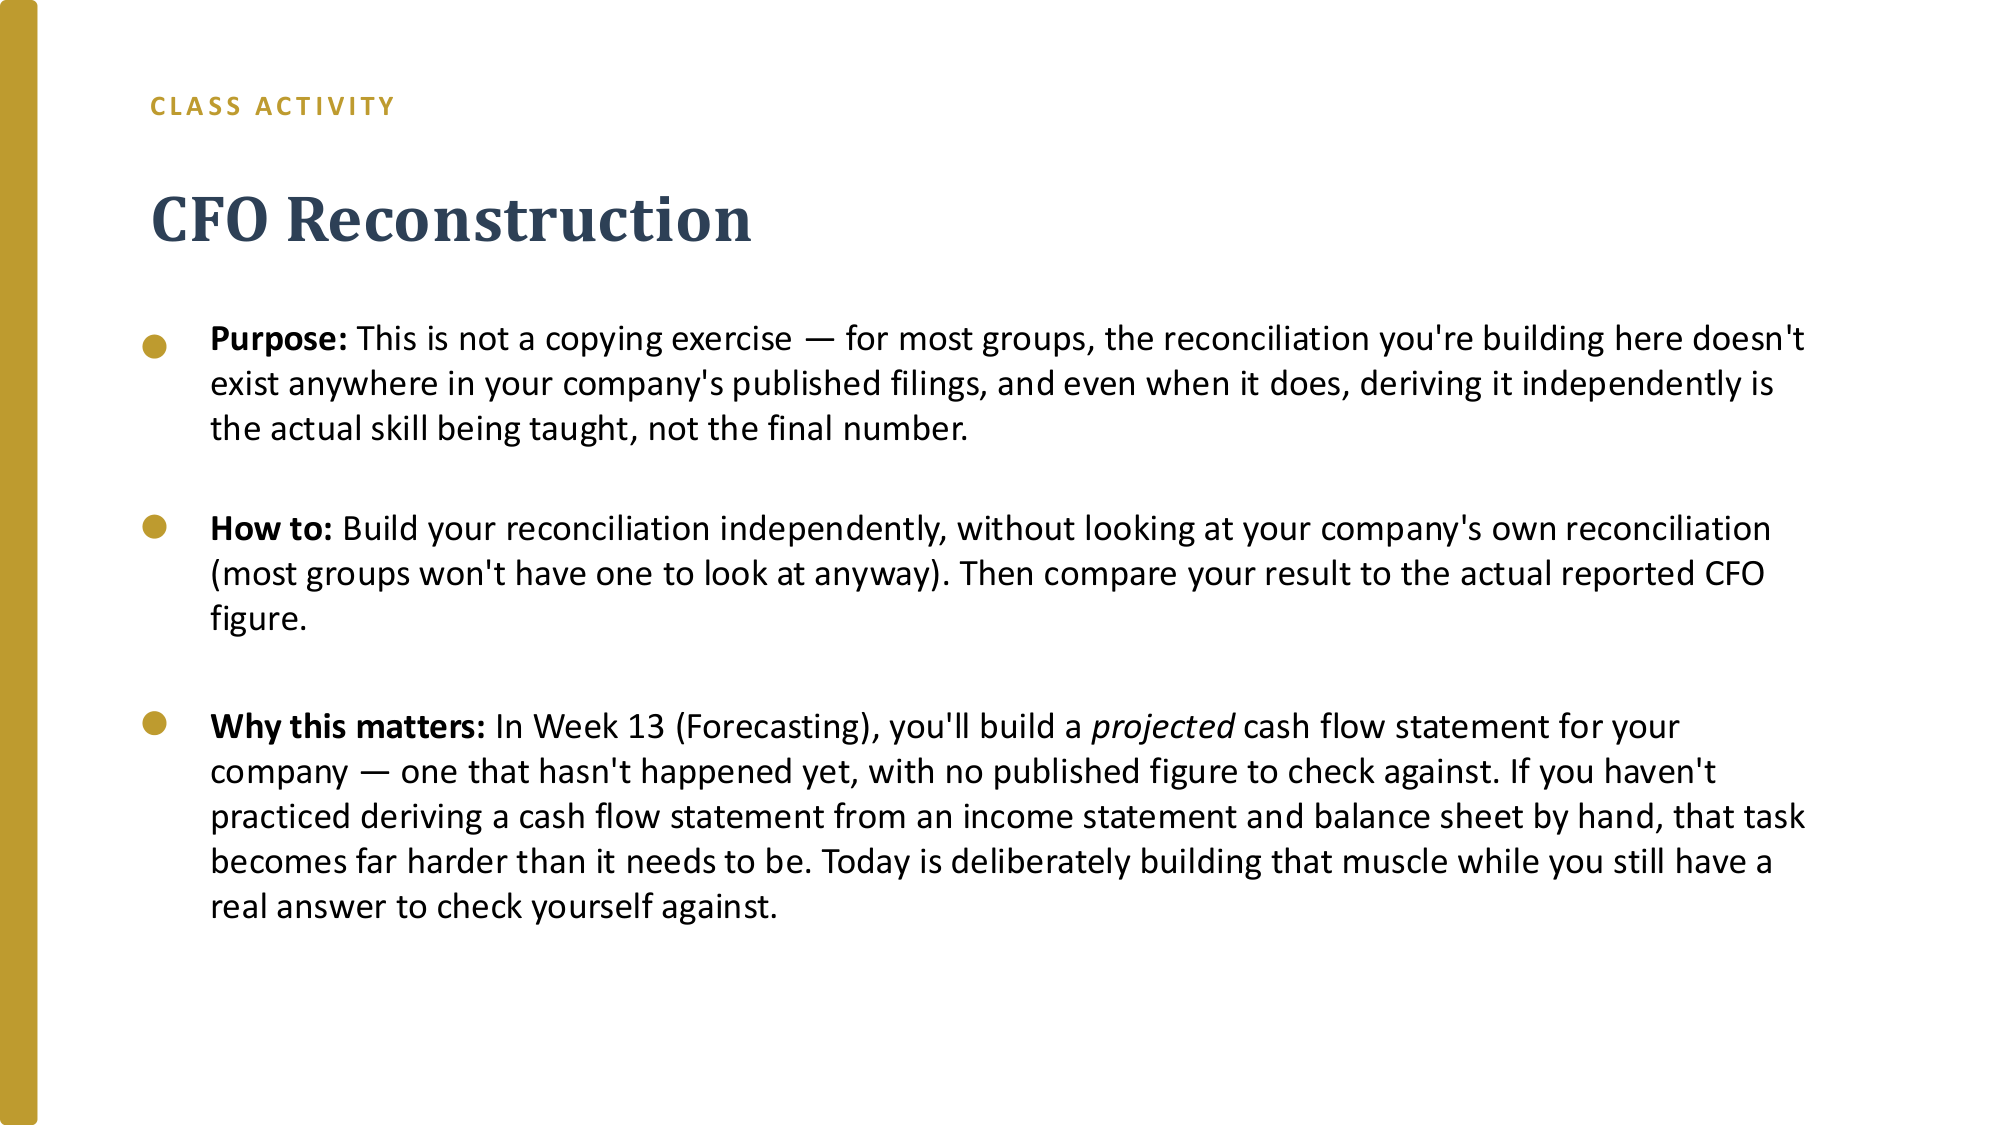 CLASS ACTIVITY
CFO Reconstruction
Purpose: This is not a copying exercise — for most groups, the reconciliation you're building here doesn't
exist anywhere in your company's published filings, and even when it does, deriving it independently is
the actual skill being taught, not the final number.
How to: Build your reconciliation independently, without looking at your company's own reconciliation
(most groups won't have one to look at anyway). Then compare your result to the actual reported CFO
figure.
Why this matters: In Week 13 (Forecasting), you'll build a projected cash flow statement for your
company — one that hasn't happened yet, with no published figure to check against. If you haven't
practiced deriving a cash flow statement from an income statement and balance sheet by hand, that task
becomes far harder than it needs to be. Today is deliberately building that muscle while you still have a
real answer to check yourself against.